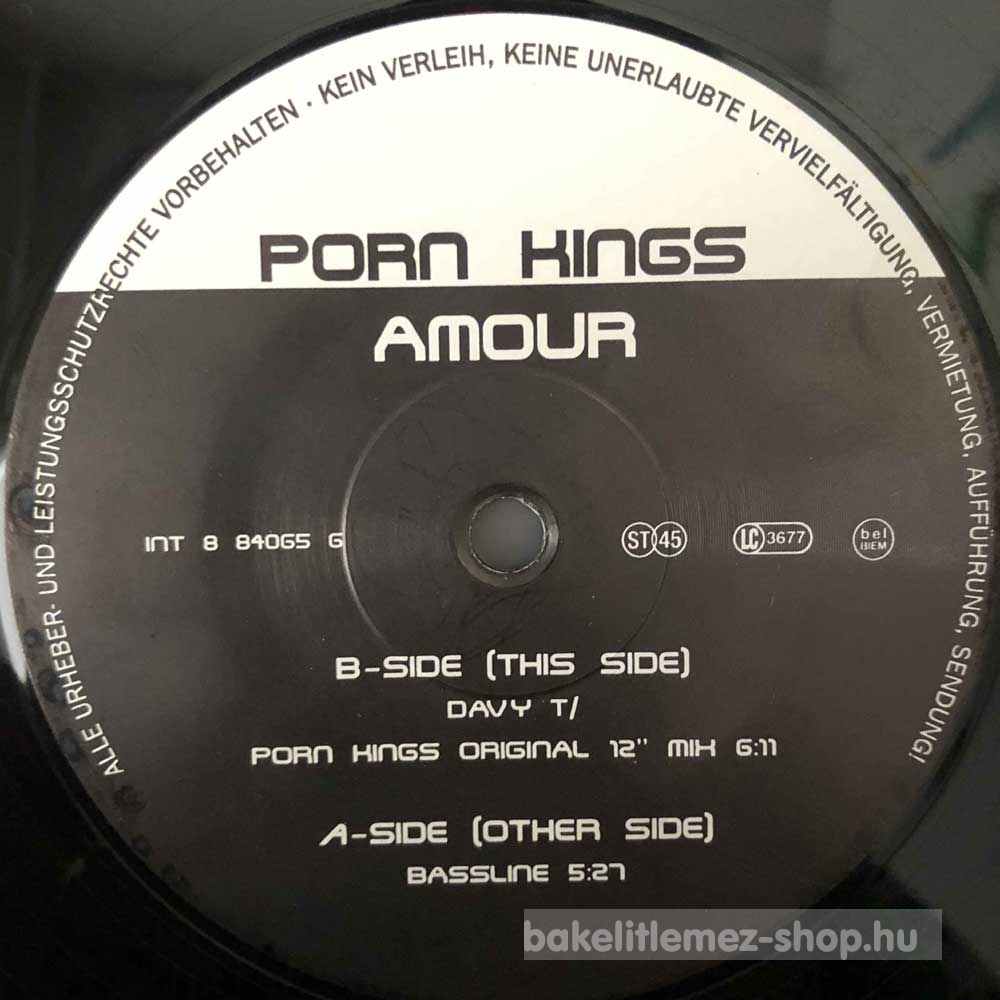 ALLE URHEBER- UND LEISTUNGSSCHUTZRECHTE VORBEHALTEN · KEIN VERLEIH, KEINE UNERLAUBTE VERVIELFÄLTIGUNG, VERMIETUNG, AUFFÜHRUNG, SENDUNG!
PORN KINGS
AMOUR
INT 8 84065 6 ST 45 LC 3677 bel BIEM
B-SIDE (THIS SIDE)
DAVY T/
PORN KINGS ORIGINAL 12" MIX 6:11
A-SIDE (OTHER SIDE)
BASSLINE 5:27
bakelitlemez-shop.hu